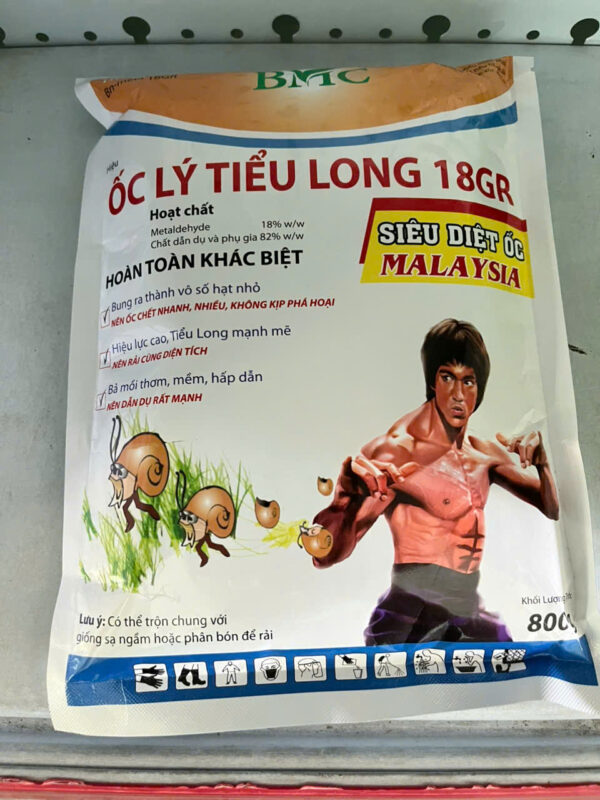 BMC
Hiệu
ỐC LÝ TIỂU LONG 18GR
Hoạt chất
Metaldehyde 18% w/w
Chất dẫn dụ và phụ gia 82% w/w
SIÊU DIỆT ỐC
MALAYSIA
HOÀN TOÀN KHÁC BIỆT
Bung ra thành vô số hạt nhỏ
NÊN ỐC CHẾT NHANH, NHIỀU, KHÔNG KỊP PHÁ HOẠI
Hiệu lực cao, Tiểu Long mạnh mẽ
NÊN RẢI CÙNG DIỆN TÍCH
Bả mồi thơm, mềm, hấp dẫn
NÊN DẪN DỤ RẤT MẠNH
Lưu ý: Có thể trộn chung với
giống sạ ngầm hoặc phân bón để rải
Khối Lượng
800